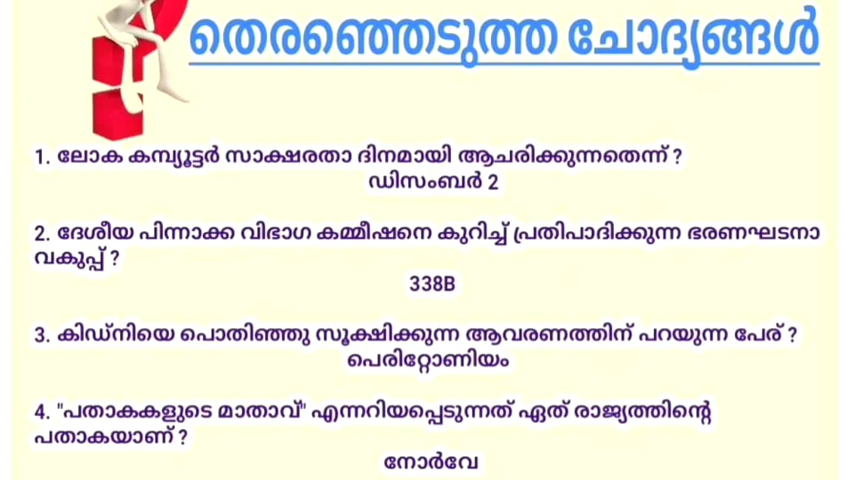 തെരഞ്ഞെടുത്ത ചോദ്യങ്ങൾ
1. ലോക കമ്പ്യൂട്ടർ സാക്ഷരതാ ദിനമായി ആചരിക്കുന്നതെന്ന് ?
ഡിസംബർ 2
2. ദേശീയ പിന്നാക്ക വിഭാഗ കമ്മീഷനെ കുറിച്ച് പ്രതിപാദിക്കുന്ന ഭരണഘടനാ
വകുപ്പ് ?
338B
3. കിഡ്നിയെ പൊതിഞ്ഞു സൂക്ഷിക്കുന്ന ആവരണത്തിന് പറയുന്ന പേര് ?
പെരിറ്റോണിയം
4. "പതാകകളുടെ മാതാവ്" എന്നറിയപ്പെടുന്നത് ഏത് രാജ്യത്തിന്റെ
പതാകയാണ് ?
നോർവേ